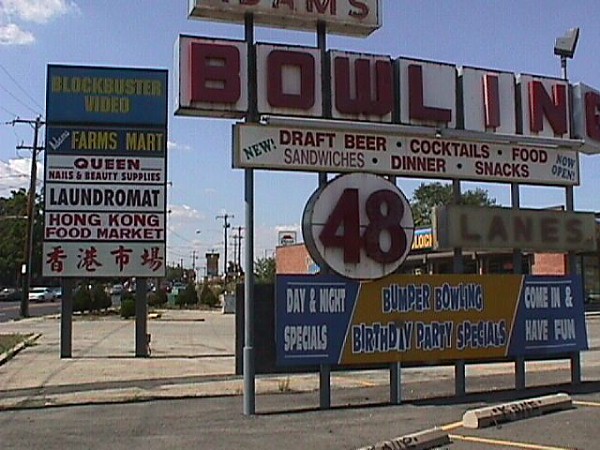 BLOCKBUSTER
VIDEO
FARMS MART
QUEEN
NAILS & BEAUTY SUPPLIES
LAUNDROMAT
HONG KONG
FOOD MARKET
香港市場
ADAMS
BOWLING
NEW! DRAFT BEER • COCKTAILS • FOOD
SANDWICHES • DINNER • SNACKS
NOW
OPEN!
48
LANES
DAY & NIGHT
SPECIALS
BUMPER BOWLING
BIRTHDAY PARTY SPECIALS
COME IN &
HAVE FUN